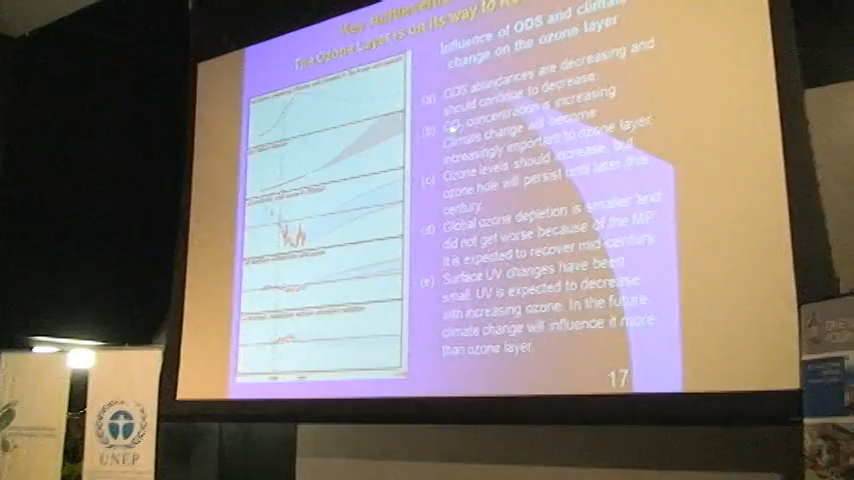 The Ozone Layer is on its way to
Influence of ODS and climate
change on the ozone layer
(a) ODS abundances are decreasing and
should continue to decrease.
(b) CO2 concentration is increasing
Climate change will become
increasingly important to ozone layer.
(c) Ozone levels should increase, but
ozone hole will persist until later this
century.
(d) Global ozone depletion is smaller and
did not get worse because of the MP.
It is expected to recover mid-century
(e) Surface UV changes have been
small. UV is expected to decrease
with increasing ozone. In the future,
climate change will influence it more
than ozone layer.
17
UNEP